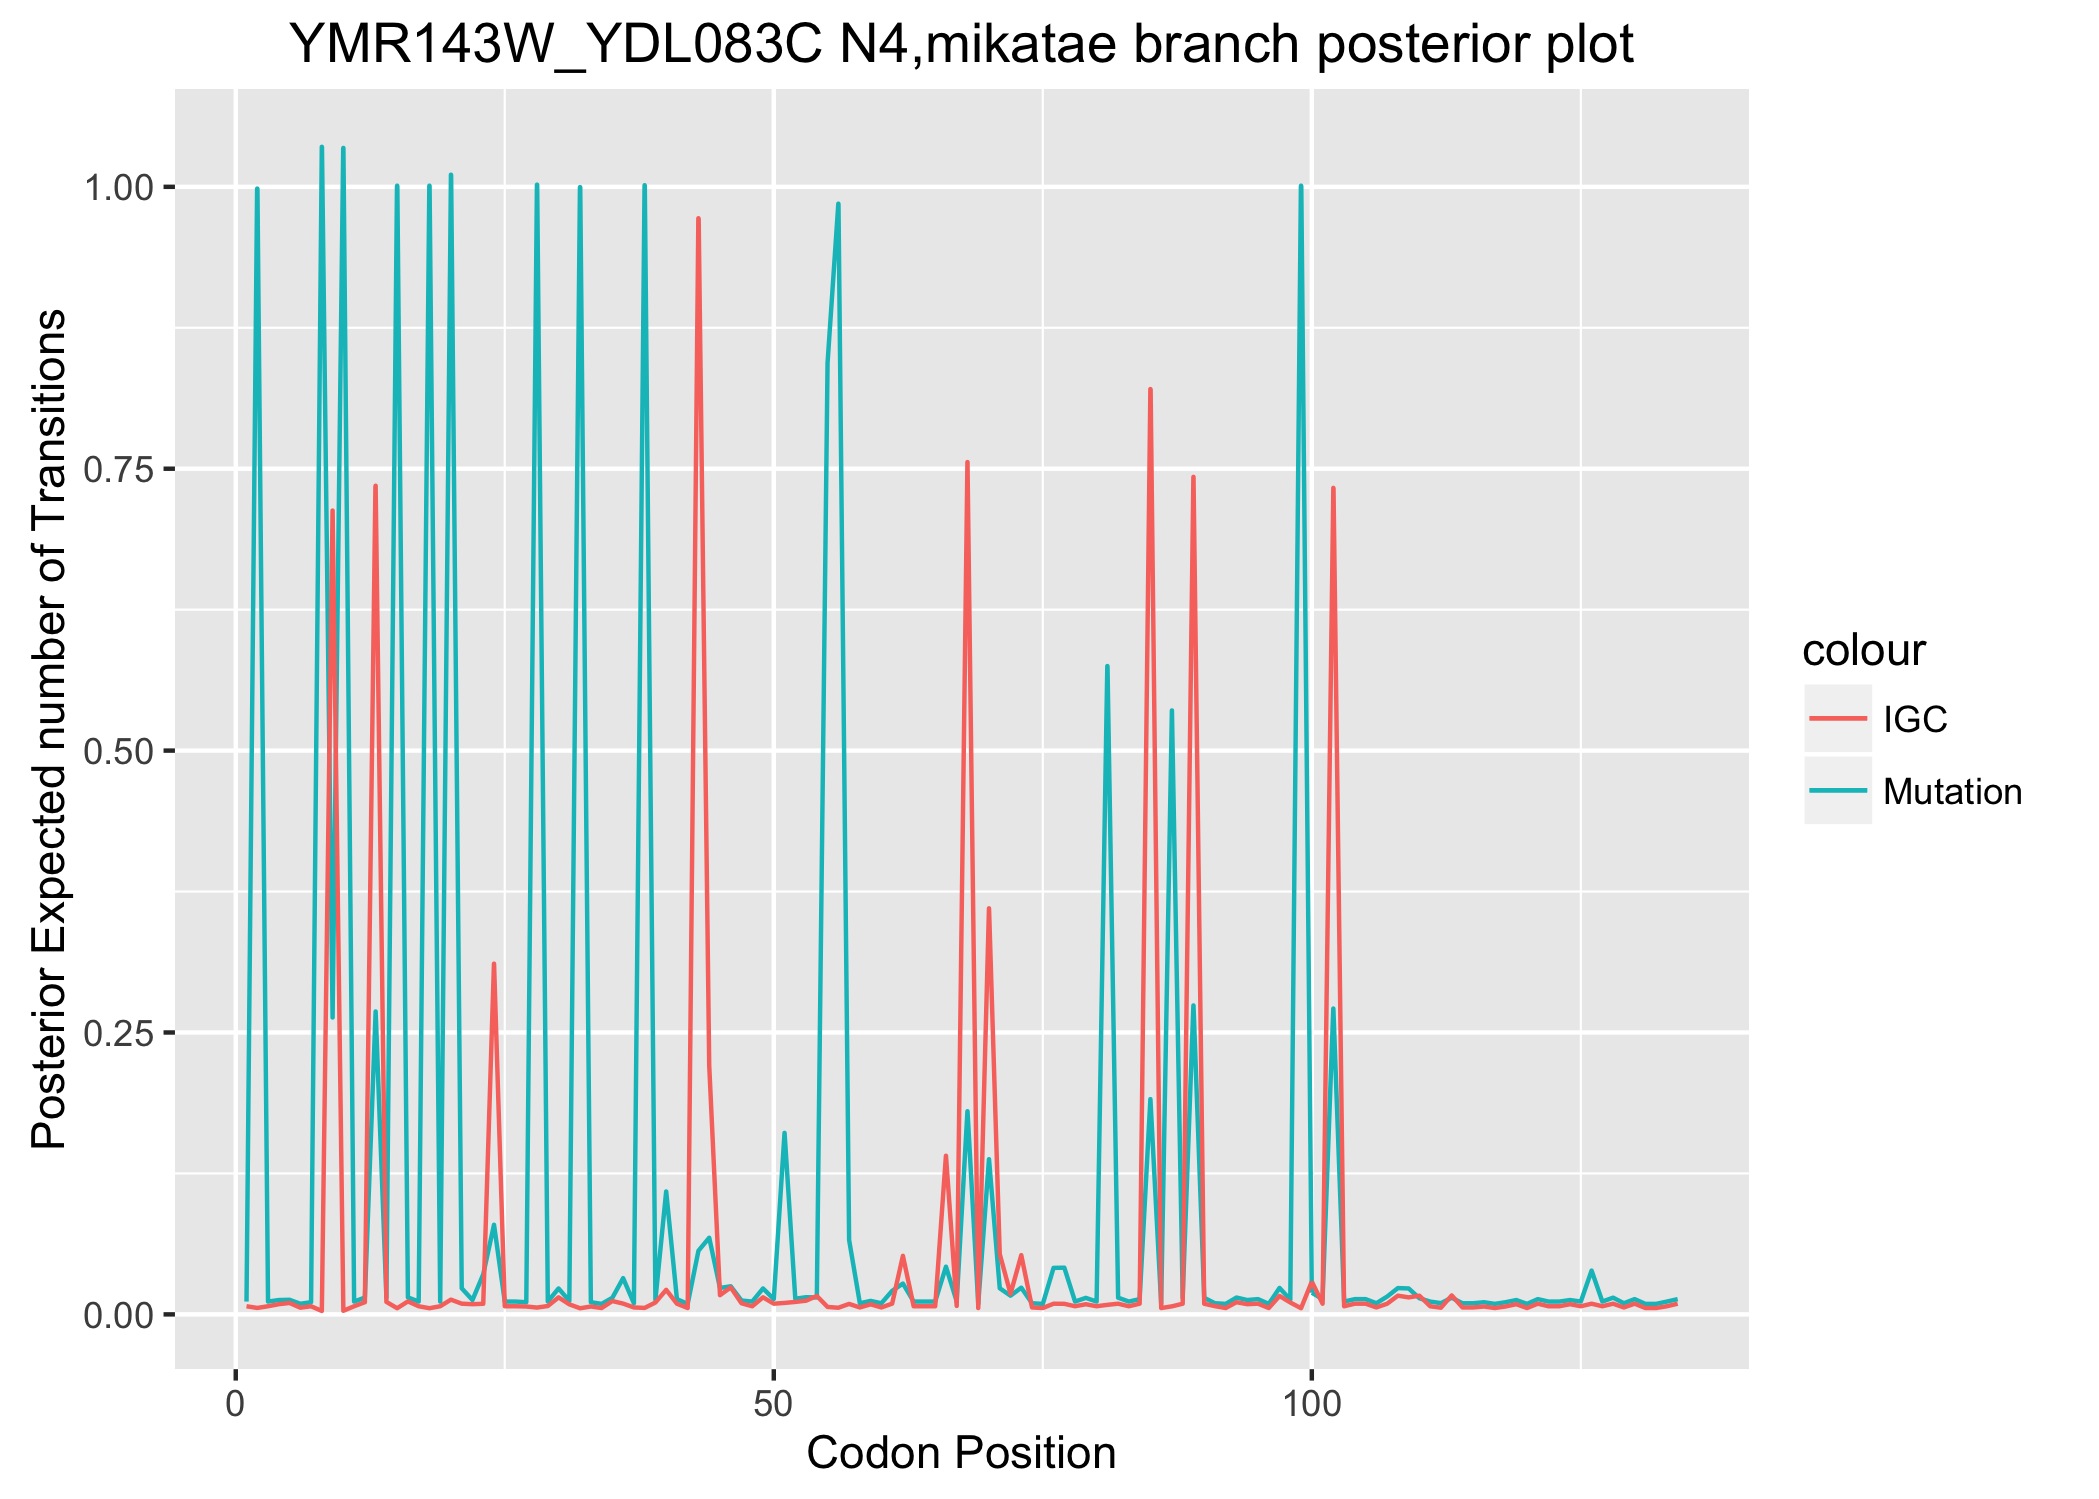 YMR143W_YDL083C N4,mikatae branch posterior plot
Posterior Expected number of Transitions
1.00
0.75
0.50
0.25
0.00
0 50 100
Codon Position
colour
IGC
Mutation